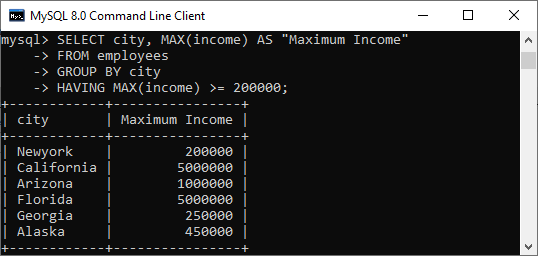 MySQL 8.0 Command Line Client
mysql> SELECT city, MAX(income) AS "Maximum Income"
    -> FROM employees
    -> GROUP BY city
    -> HAVING MAX(income) >= 200000;
+------------+----------------+
| city       | Maximum Income |
+------------+----------------+
| Newyork    |         200000 |
| California |        5000000 |
| Arizona    |        1000000 |
| Florida    |        5000000 |
| Georgia    |         250000 |
| Alaska     |         450000 |
+------------+----------------+